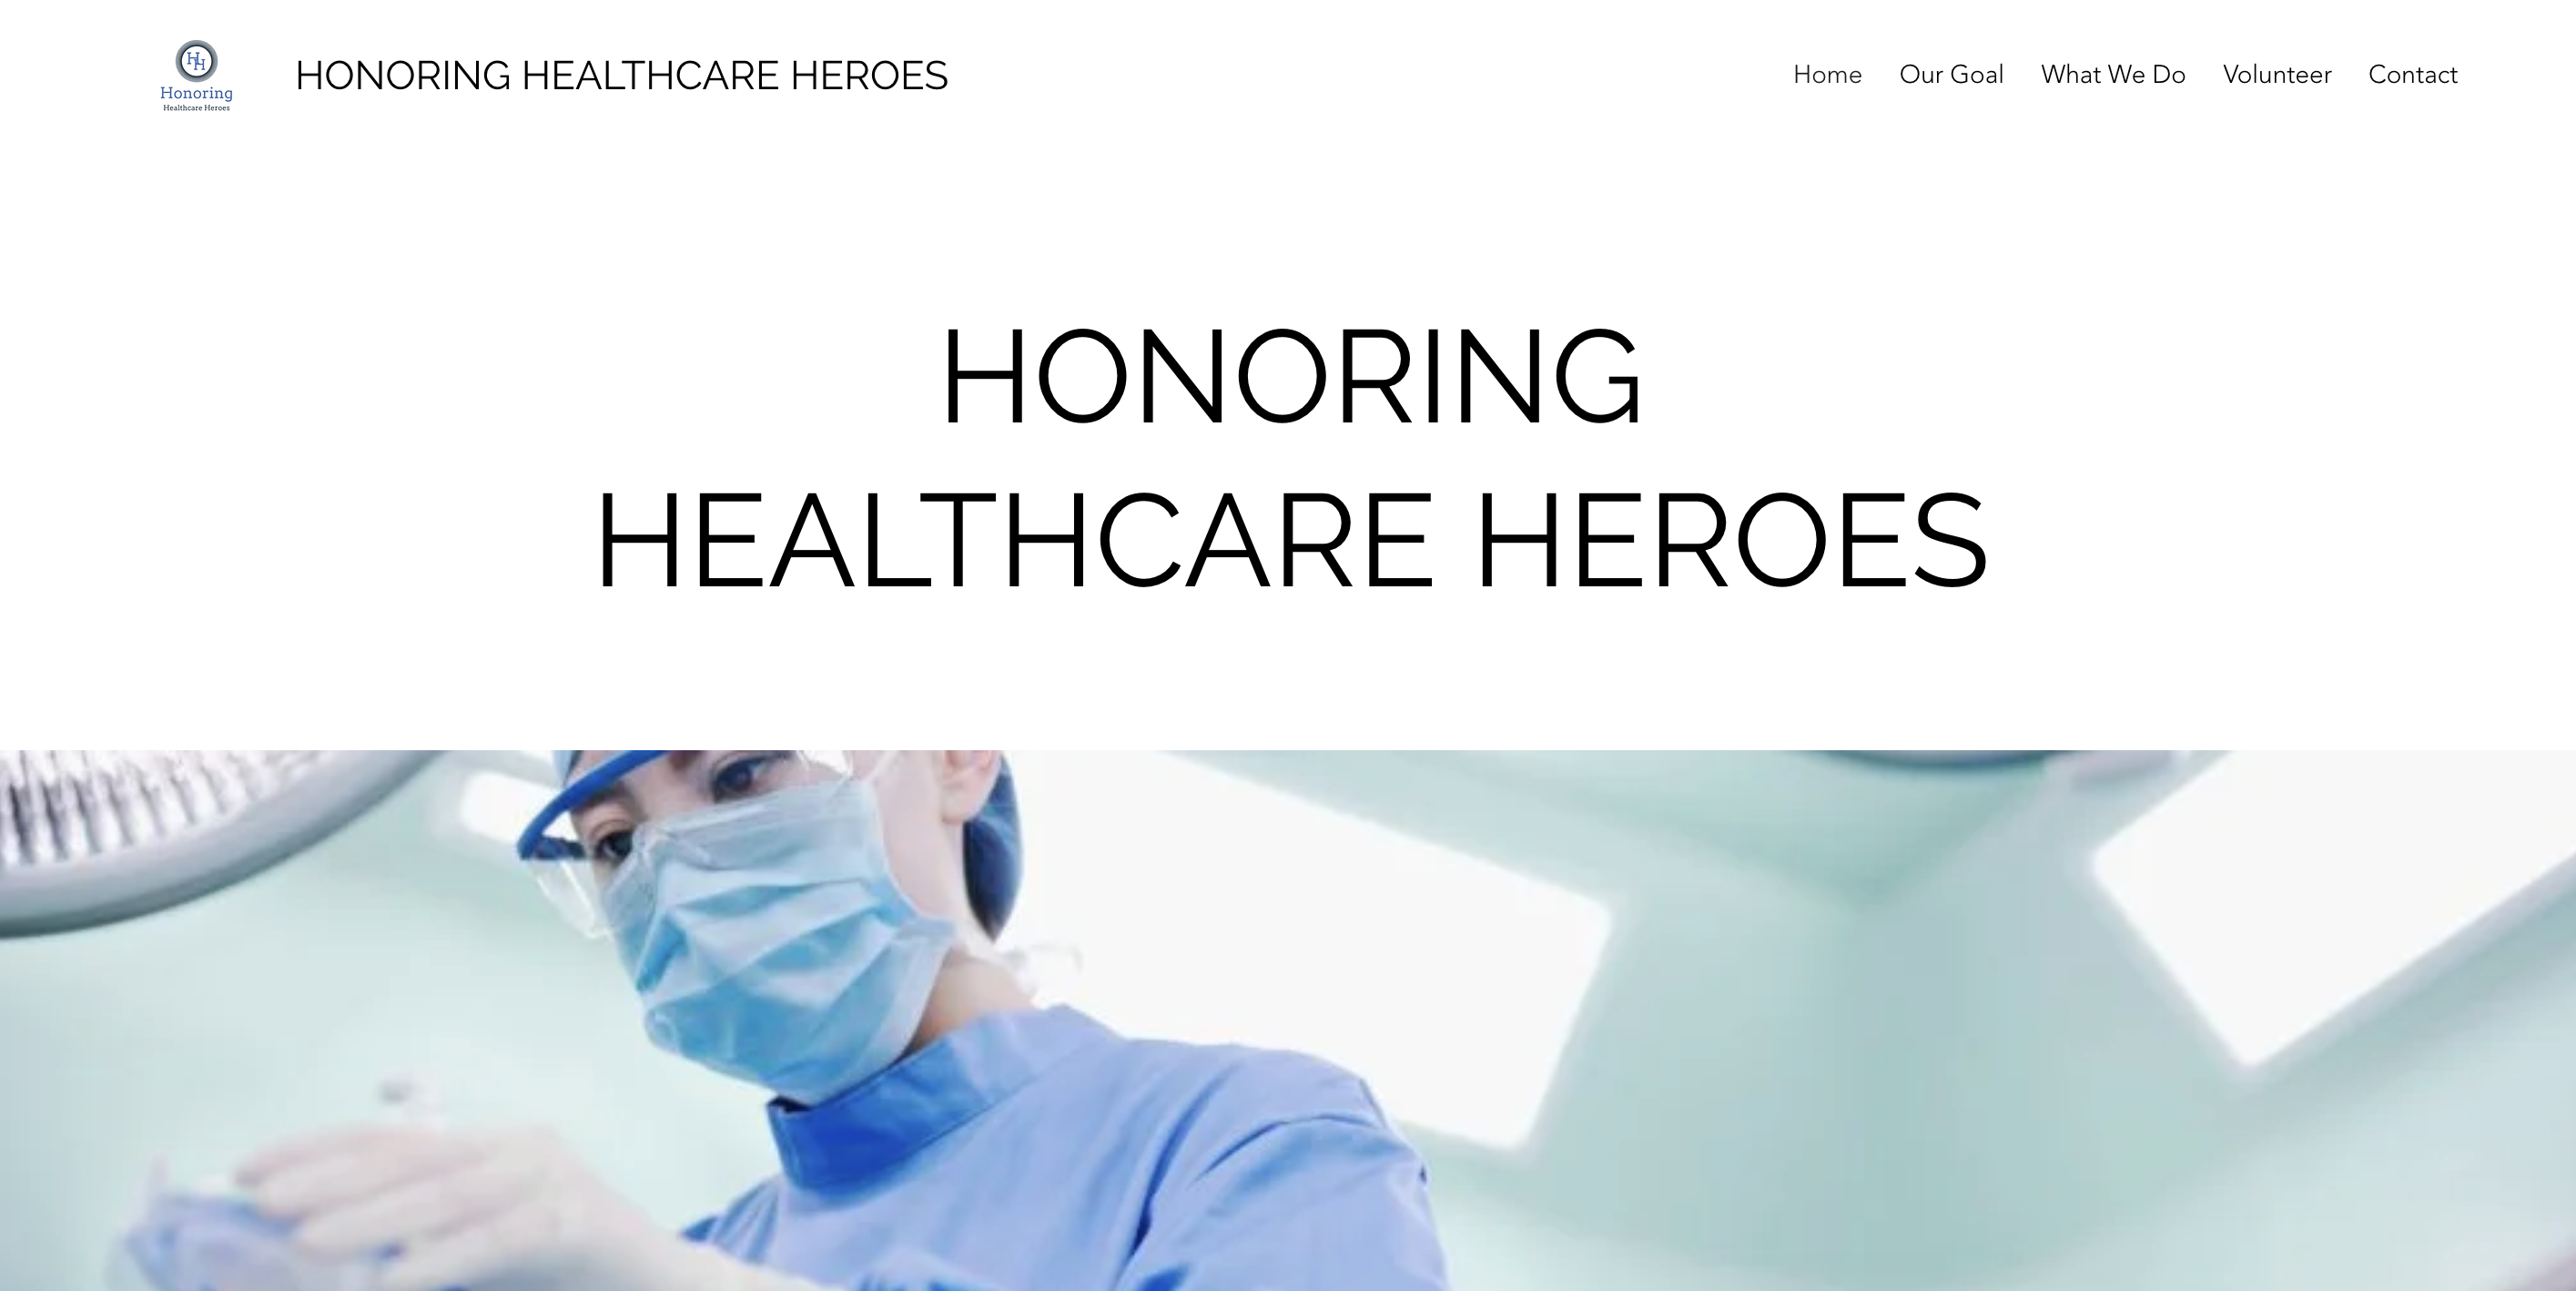 HH
Honoring
Healthcare Heroes
HONORING HEALTHCARE HEROES
Home Our Goal What We Do Volunteer Contact
HONORING
HEALTHCARE HEROES